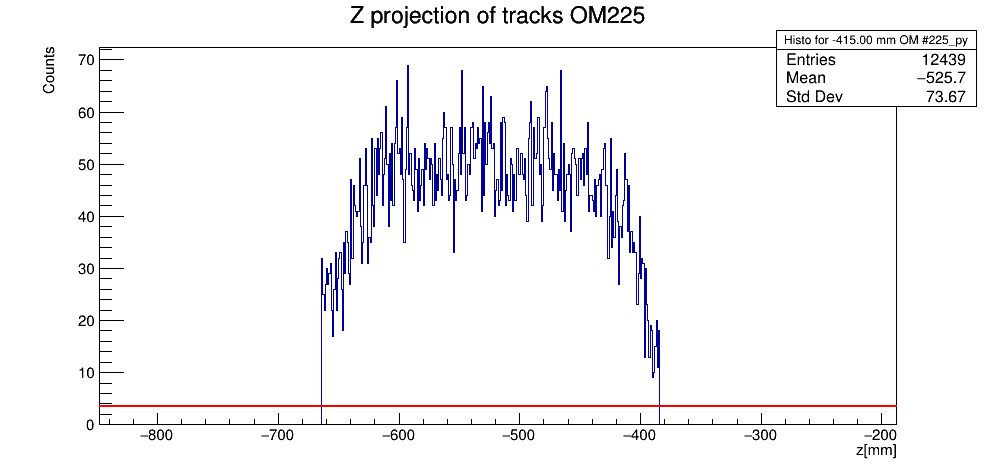 Z projection of tracks OM225
Histo for -415.00 mm OM #225_py
Entries 12439
Mean −525.7
Std Dev 73.67
Counts
70
60
50
40
30
20
10
0
−800 −700 −600 −500 −400 −300 −200
z[mm]